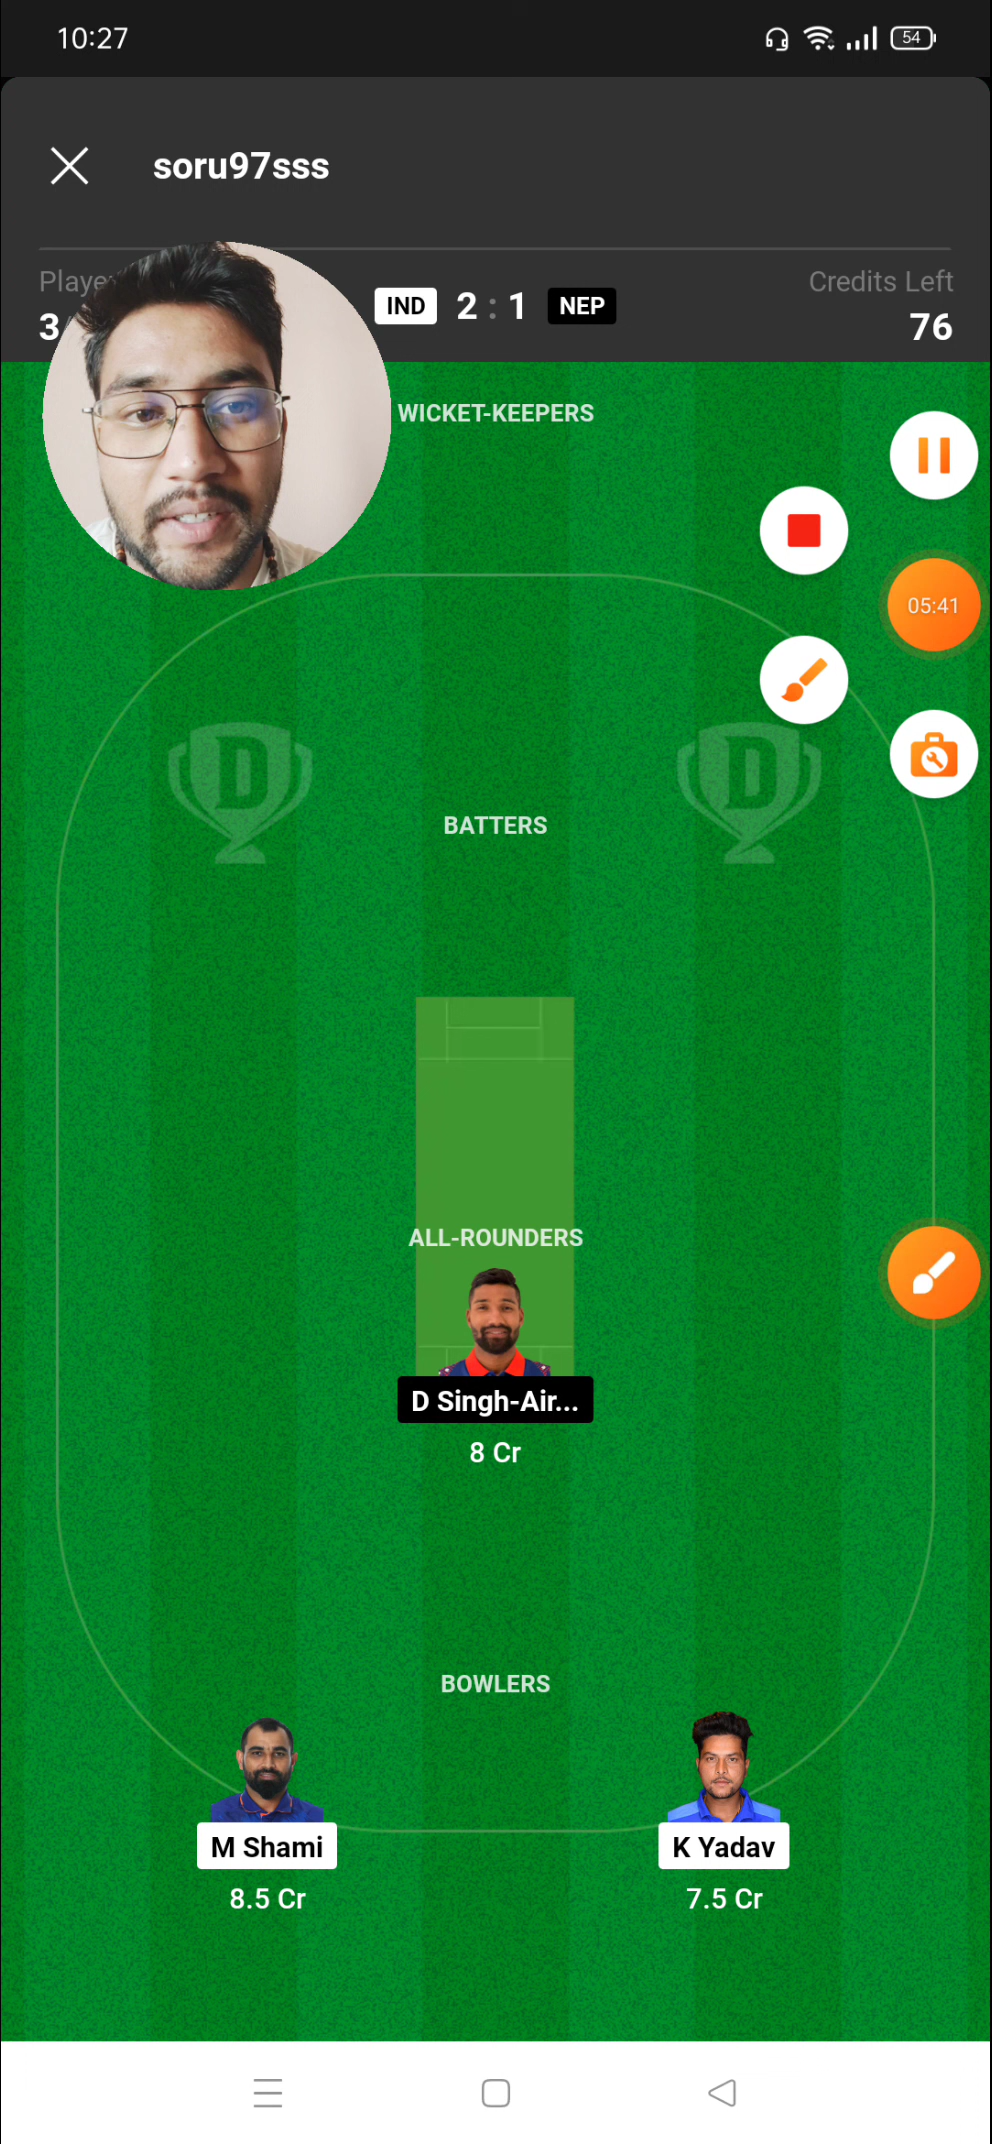 10:27
54
soru97sss
Credits Left
3
IND 2 : 1 NEP
76
WICKET-KEEPERS
05:41
D
D
BATTERS
ALL-ROUNDERS
D Singh-Air...
8 Cr
BOWLERS
M Shami
K Yadav
8.5 Cr
7.5 Cr